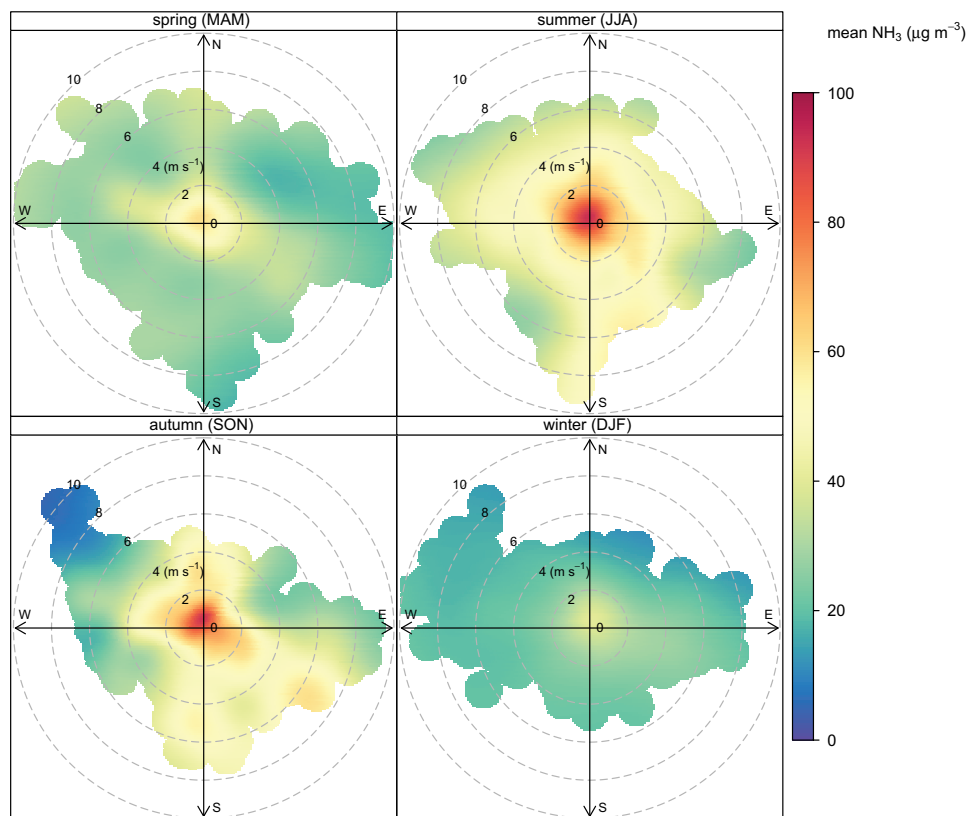 spring (MAM)
N
10
8
6
4 (m s⁻¹)
2
0
W
E
S
summer (JJA)
N
10
8
6
4 (m s⁻¹)
2
0
W
E
S
autumn (SON)
N
10
8
6
4 (m s⁻¹)
2
0
W
E
S
winter (DJF)
N
10
8
6
4 (m s⁻¹)
2
0
W
E
S
mean NH₃ (μg m⁻³)
100
80
60
40
20
0